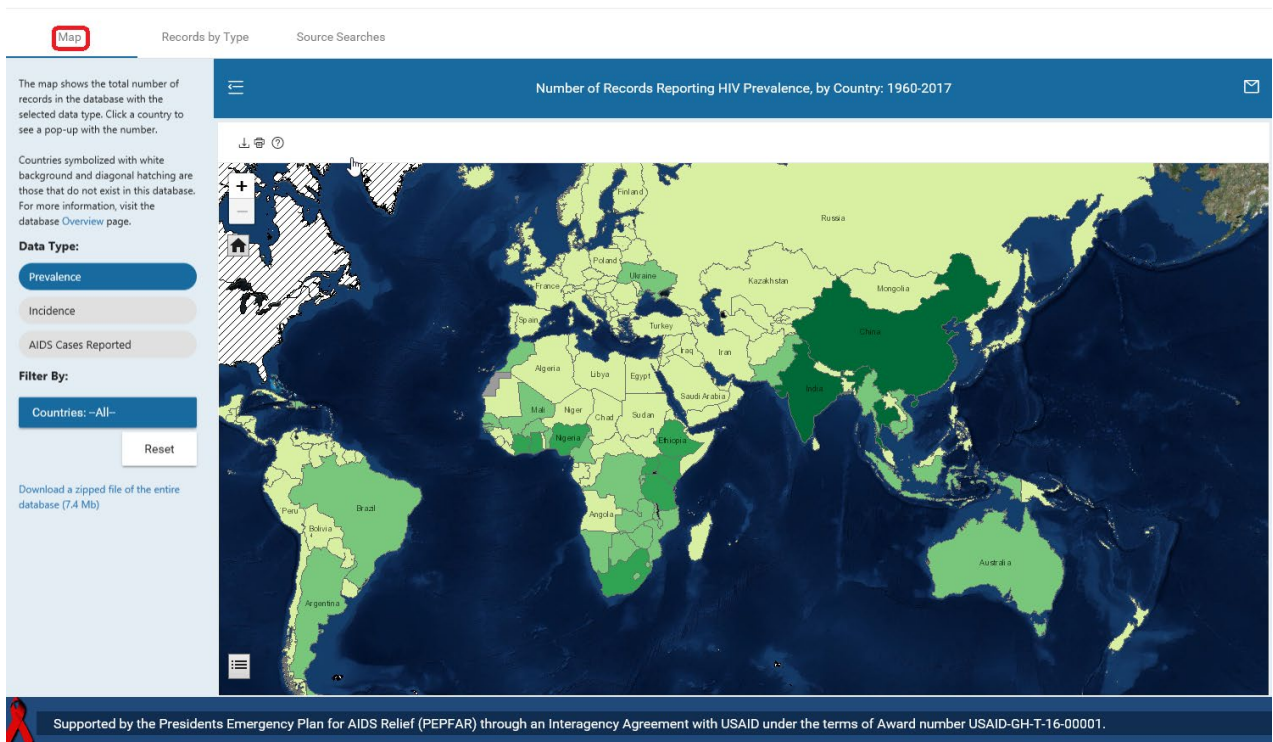 Map
Records by Type
Source Searches
The map shows the total number of
records in the database with the
selected data type. Click a country to
see a pop-up with the number.
Countries symbolized with white
background and diagonal hatching are
those that do not exist in this database.
For more information, visit the
database Overview page.
Data Type:
Prevalence
Incidence
AIDS Cases Reported
Filter By:
Countries: --All--
Reset
Download a zipped file of the entire
database (7.4 Mb)
Number of Records Reporting HIV Prevalence, by Country: 1960-2017
+
Finland
Russia
Poland
Ukraine
France
Kazakhstan
Mongolia
Spain
Turkey
China
Iraq
Iran
Algeria
Libya
Egypt
India
Saudi Arabia
Mali
Niger
Chad
Sudan
Nigeria
Ethiopia
Peru
Brazil
Angola
Bolivia
Australia
Argentina
Supported by the Presidents Emergency Plan for AIDS Relief (PEPFAR) through an Interagency Agreement with USAID under the terms of Award number USAID-GH-T-16-00001.